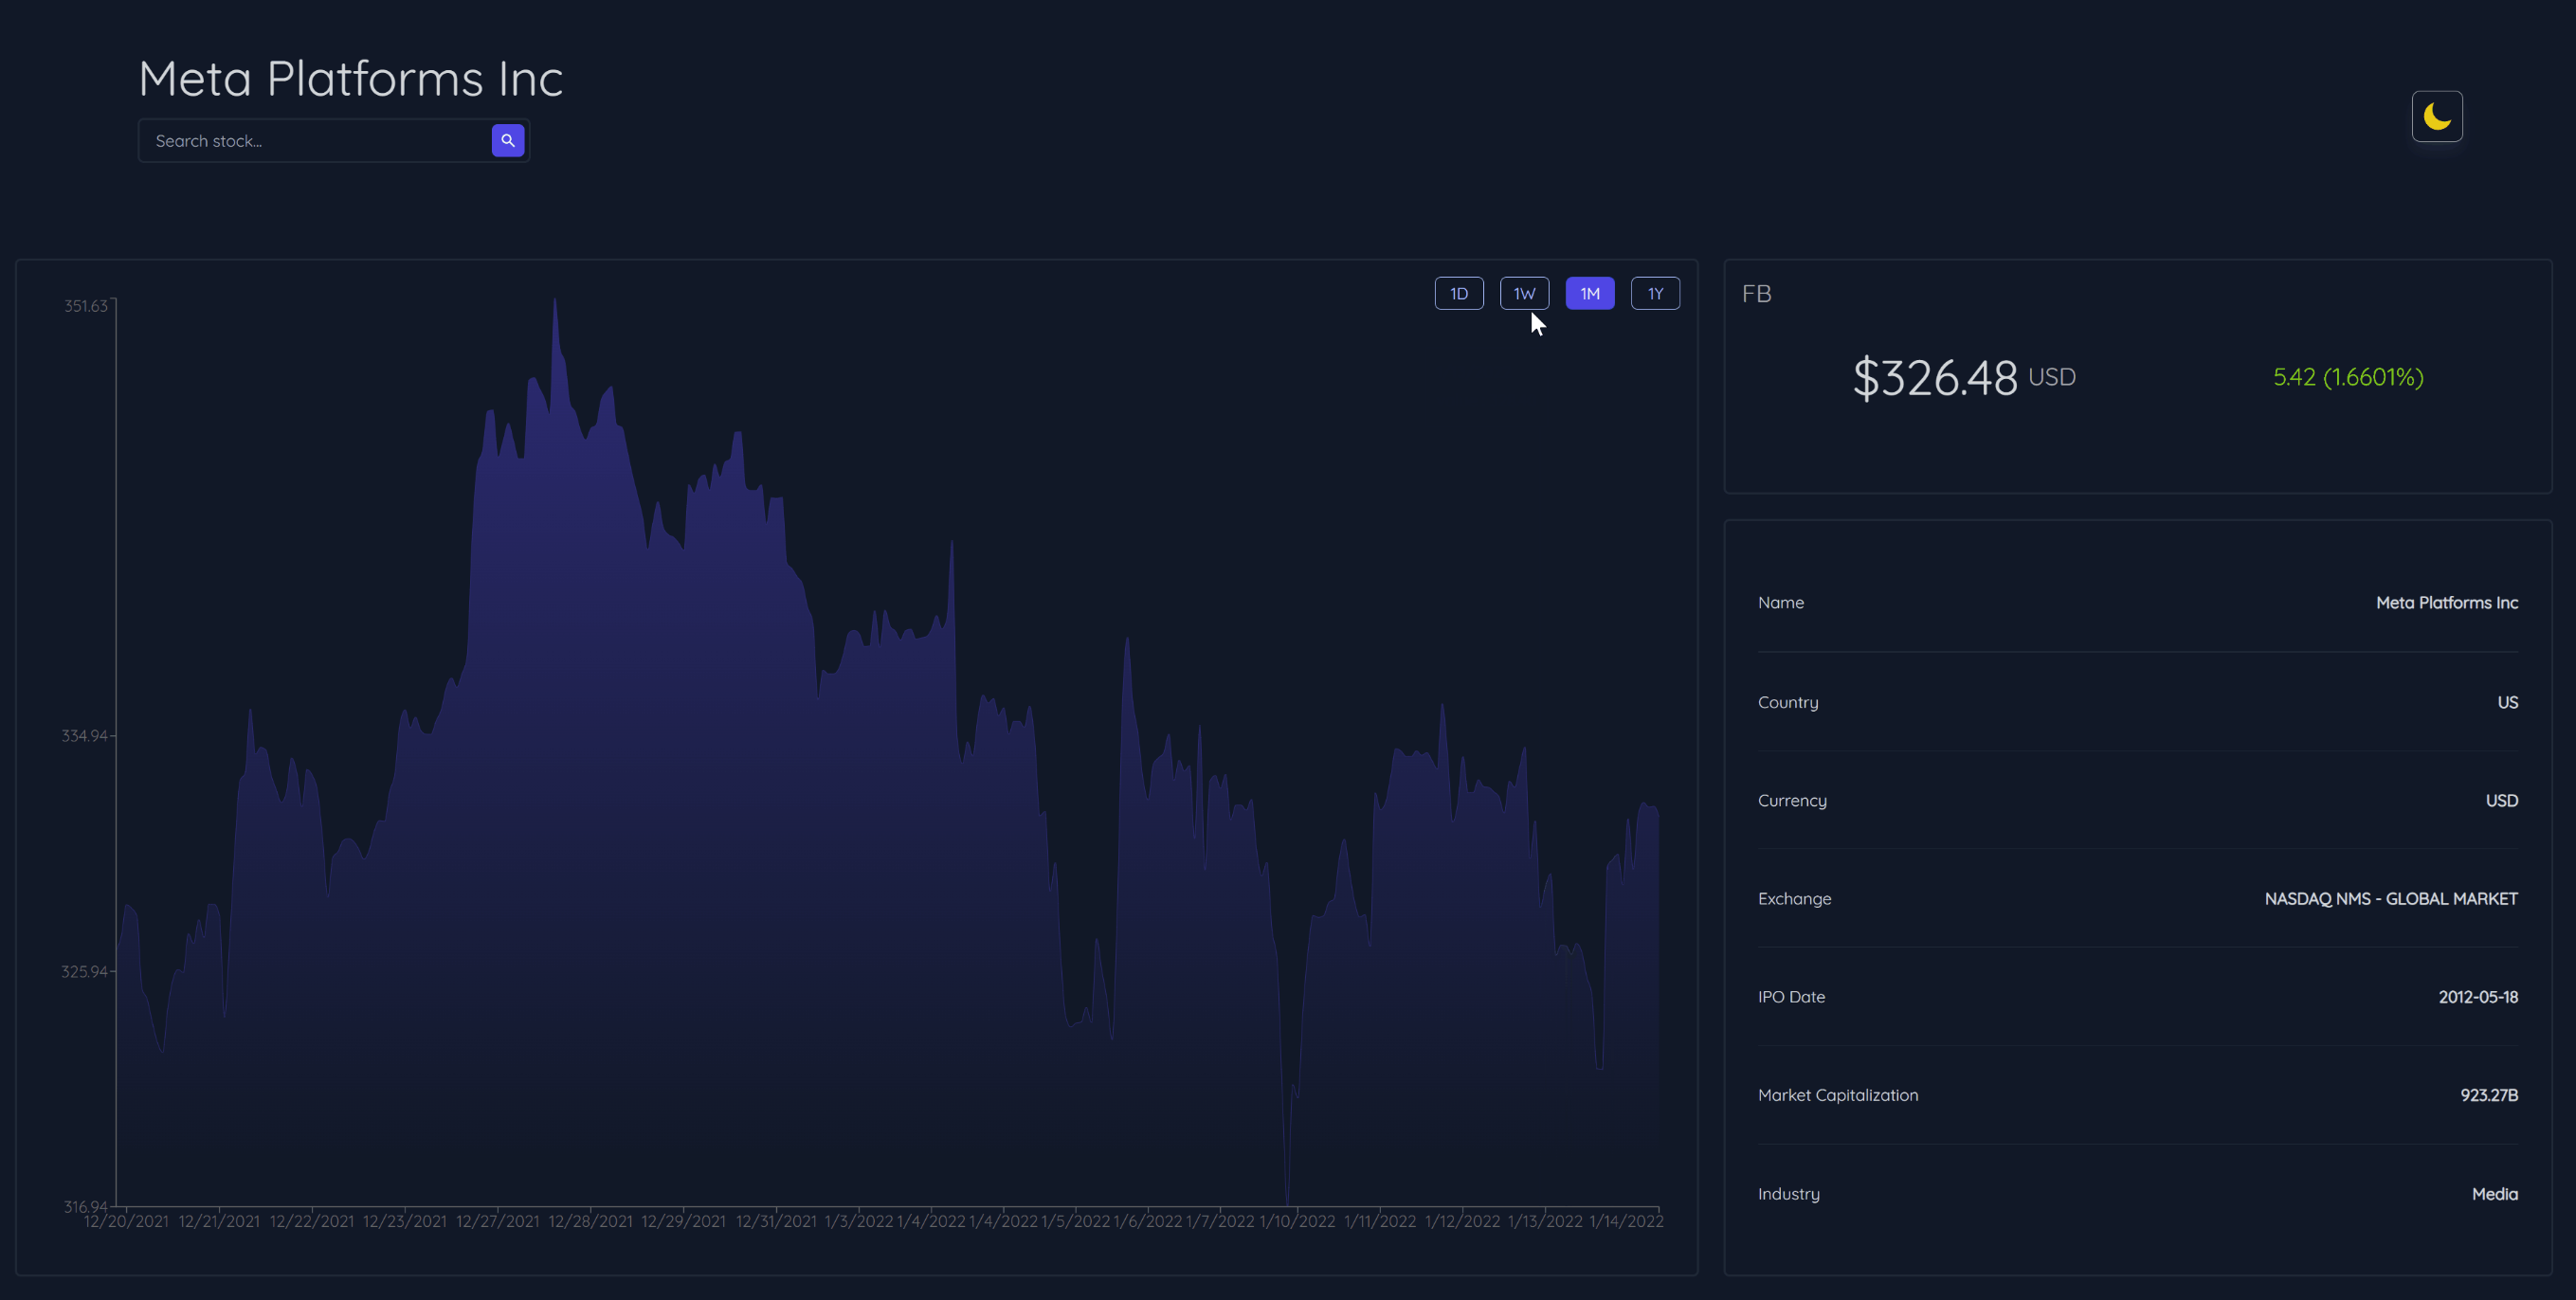 Meta Platforms Inc
Search stock...
1D 1W 1M 1Y
351.63
334.94
325.94
316.94
12/20/2021 12/21/2021 12/22/2021 12/23/2021 12/27/2021 12/28/2021 12/29/2021 12/31/2021 1/3/2022 1/4/2022 1/4/2022 1/5/2022 1/6/2022 1/7/2022 1/10/2022 1/11/2022 1/12/2022 1/13/2022 1/14/2022
FB
$326.48 USD 5.42 (1.6601%)
Name Meta Platforms Inc
Country US
Currency USD
Exchange NASDAQ NMS - GLOBAL MARKET
IPO Date 2012-05-18
Market Capitalization 923.27B
Industry Media